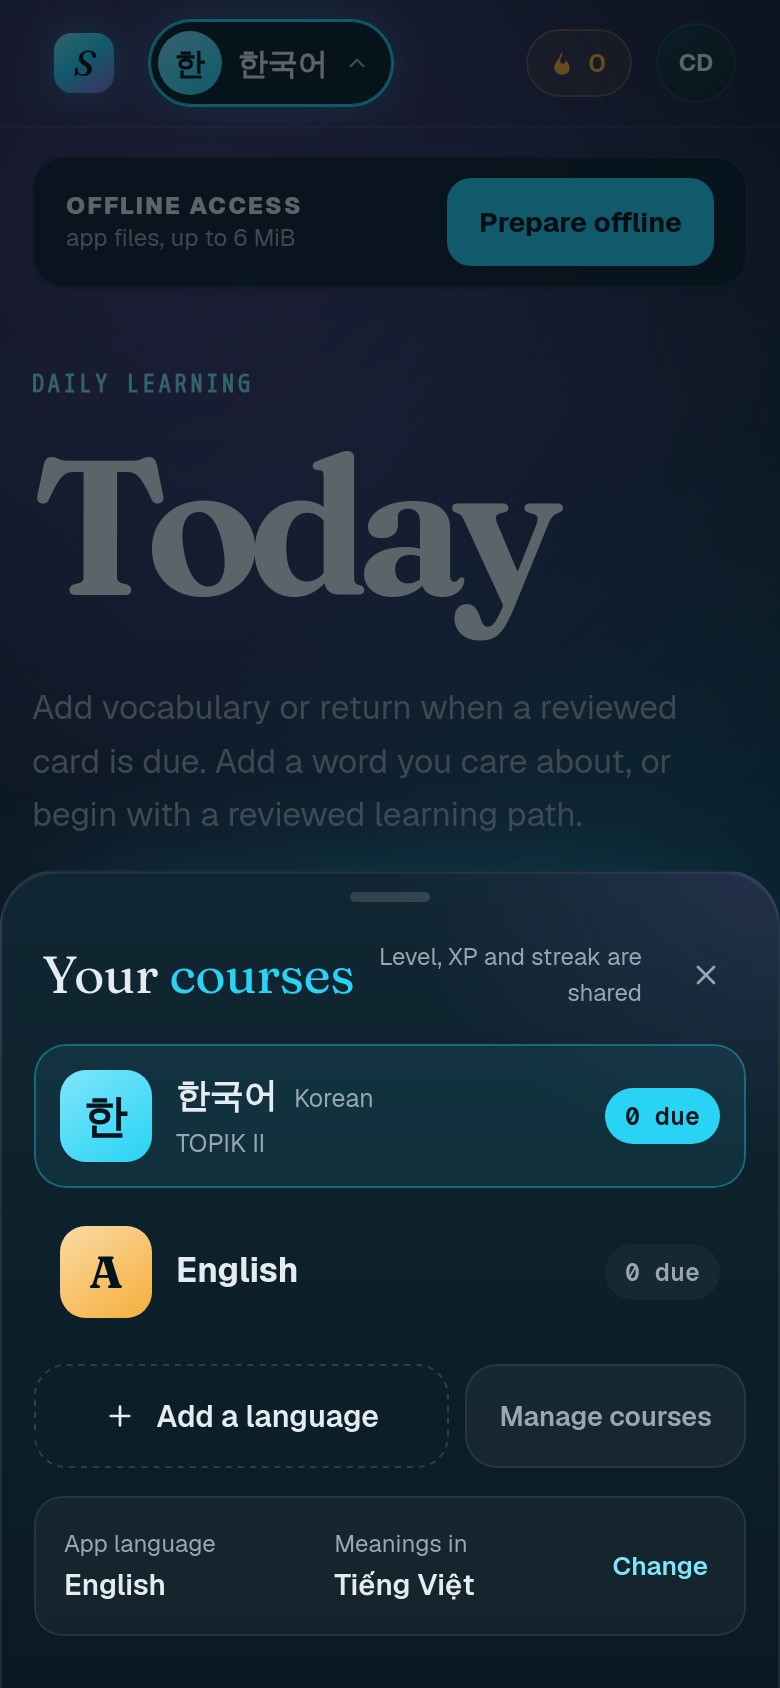 S 한 한국어 0 CD
OFFLINE ACCESS
app files, up to 6 MiB
Prepare offline
DAILY LEARNING
Today
Add vocabulary or return when a reviewed
card is due. Add a word you care about, or
begin with a reviewed learning path.
Your courses
Level, XP and streak are
shared
한 한국어 Korean
TOPIK II
0 due
A English 0 due
Add a language
Manage courses
App language
English
Meanings in
Tiếng Việt
Change